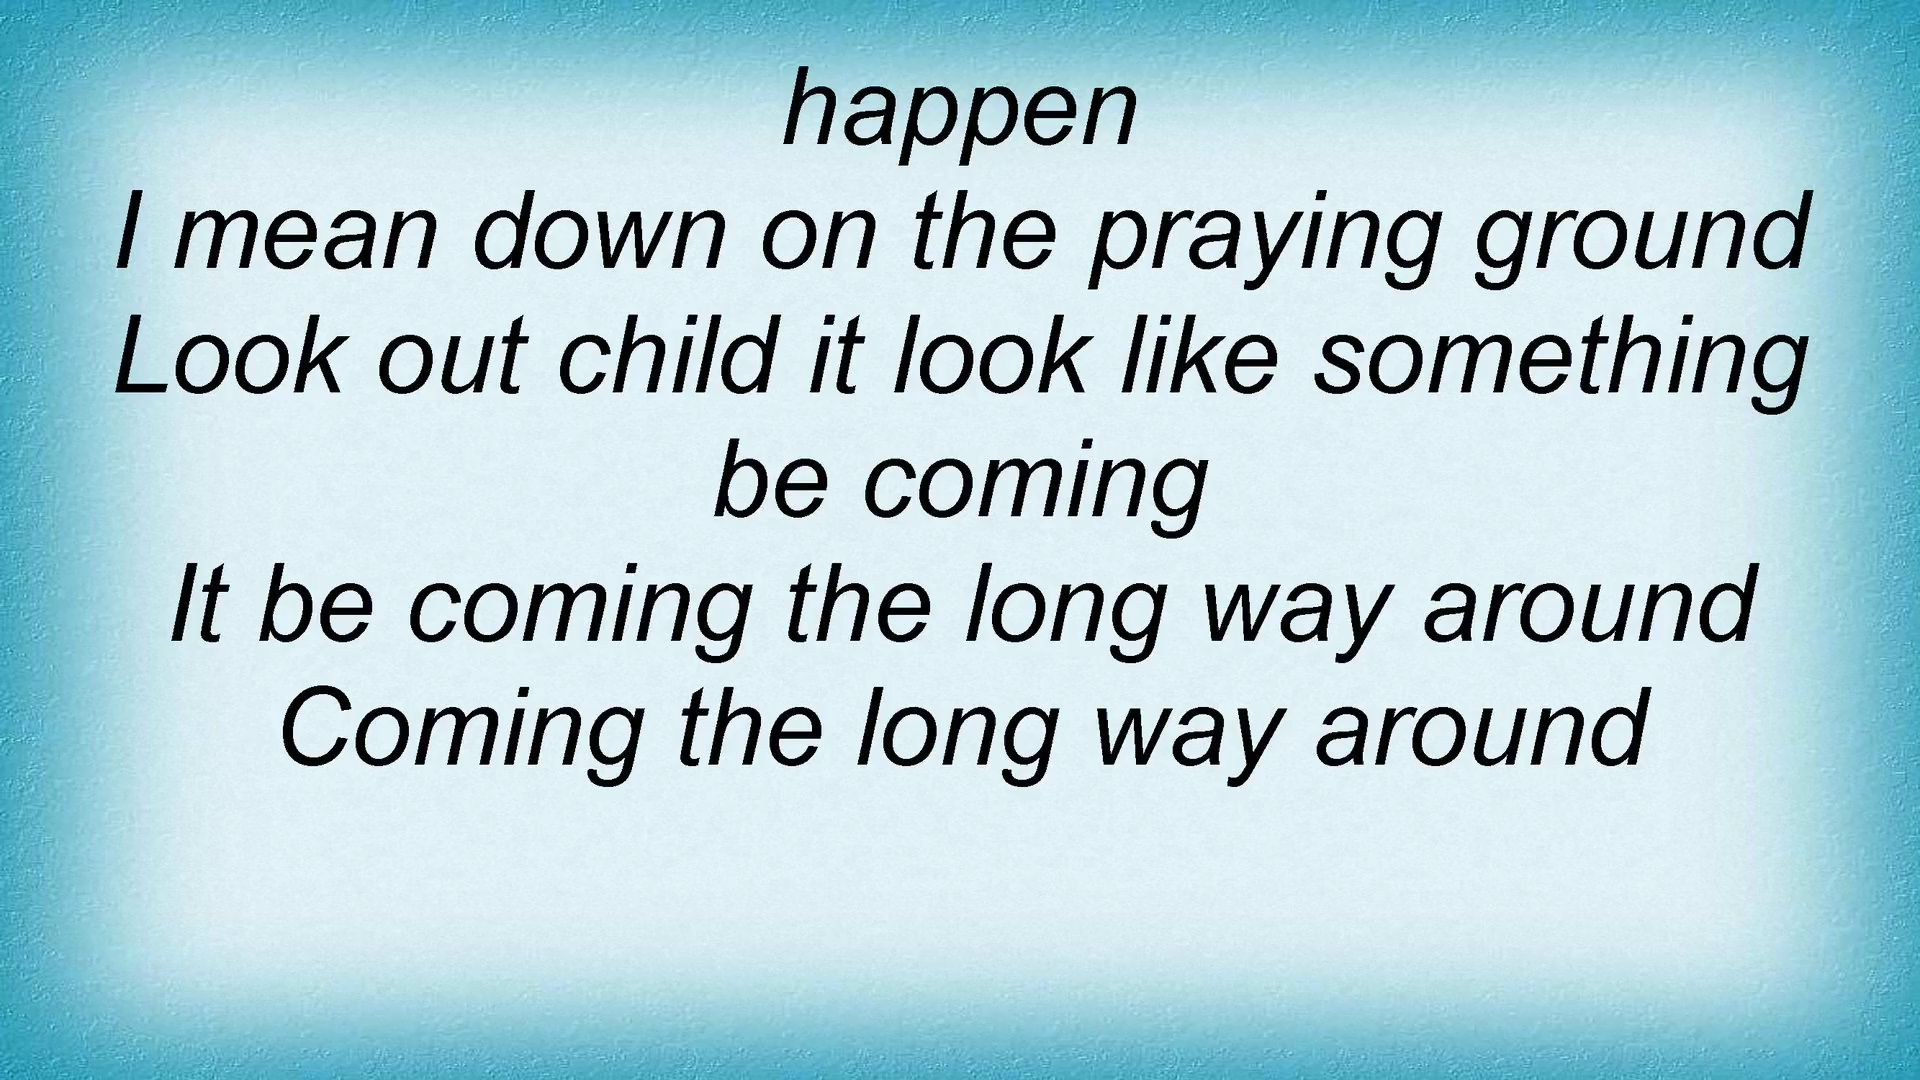 happen
I mean down on the praying ground
Look out child it look like something
be coming
It be coming the long way around
Coming the long way around